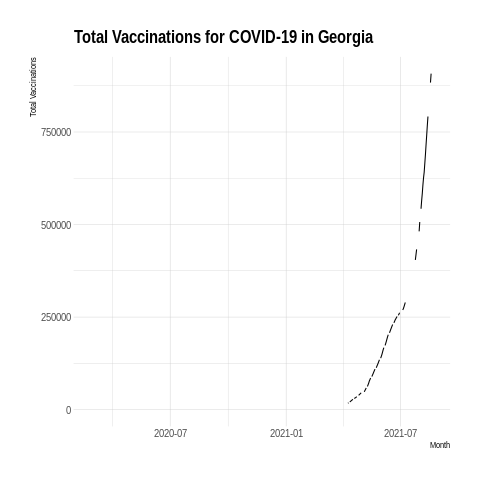 Total Vaccinations for COVID-19 in Georgia
Total Vaccinations
750000
500000
250000
0
2020-07 2021-01 2021-07
Month